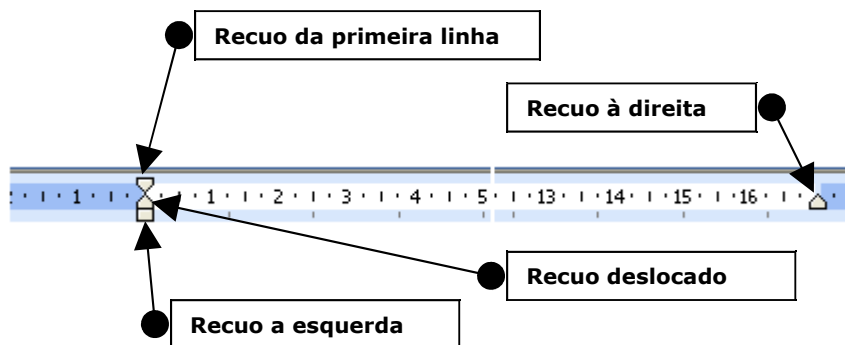 Recuo da primeira linha
Recuo à direita
1 1 2 3 4 5 13 14 15 16
Recuo deslocado
Recuo a esquerda